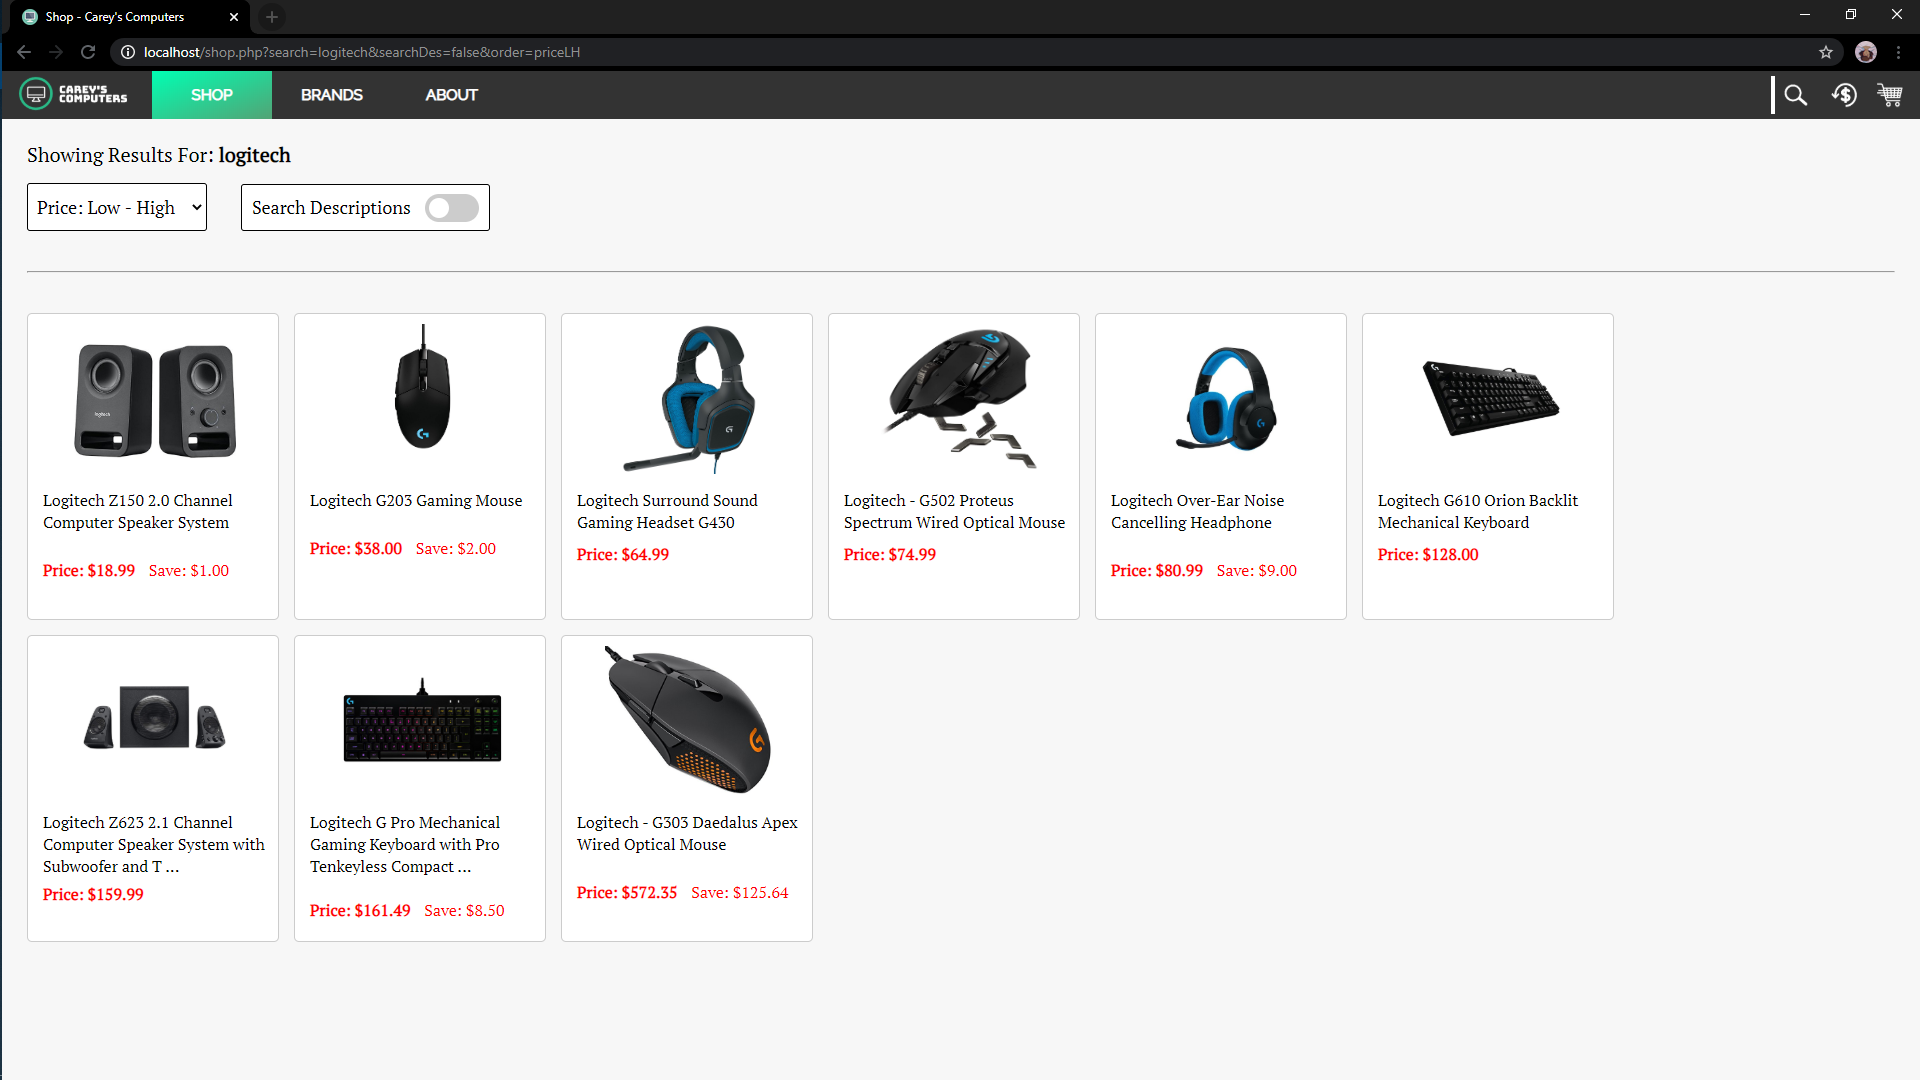 Shop - Carey's Computers
localhost/shop.php?search=logitech&searchDes=false&order=priceLH
CAREY'S
COMPUTERS
SHOP
BRANDS
ABOUT
Showing Results For: logitech
Price: Low - High
Search Descriptions
logitech
Logitech Z150 2.0 Channel
Computer Speaker System
Price: $18.99 Save: $1.00
Logitech G203 Gaming Mouse
Price: $38.00 Save: $2.00
Logitech Surround Sound
Gaming Headset G430
Price: $64.99
Logitech - G502 Proteus
Spectrum Wired Optical Mouse
Price: $74.99
Logitech Over-Ear Noise
Cancelling Headphone
Price: $80.99 Save: $9.00
Logitech G610 Orion Backlit
Mechanical Keyboard
Price: $128.00
Logitech Z623 2.1 Channel
Computer Speaker System with
Subwoofer and T ...
Price: $159.99
Logitech G Pro Mechanical
Gaming Keyboard with Pro
Tenkeyless Compact ...
Price: $161.49 Save: $8.50
Logitech - G303 Daedalus Apex
Wired Optical Mouse
Price: $572.35 Save: $125.64